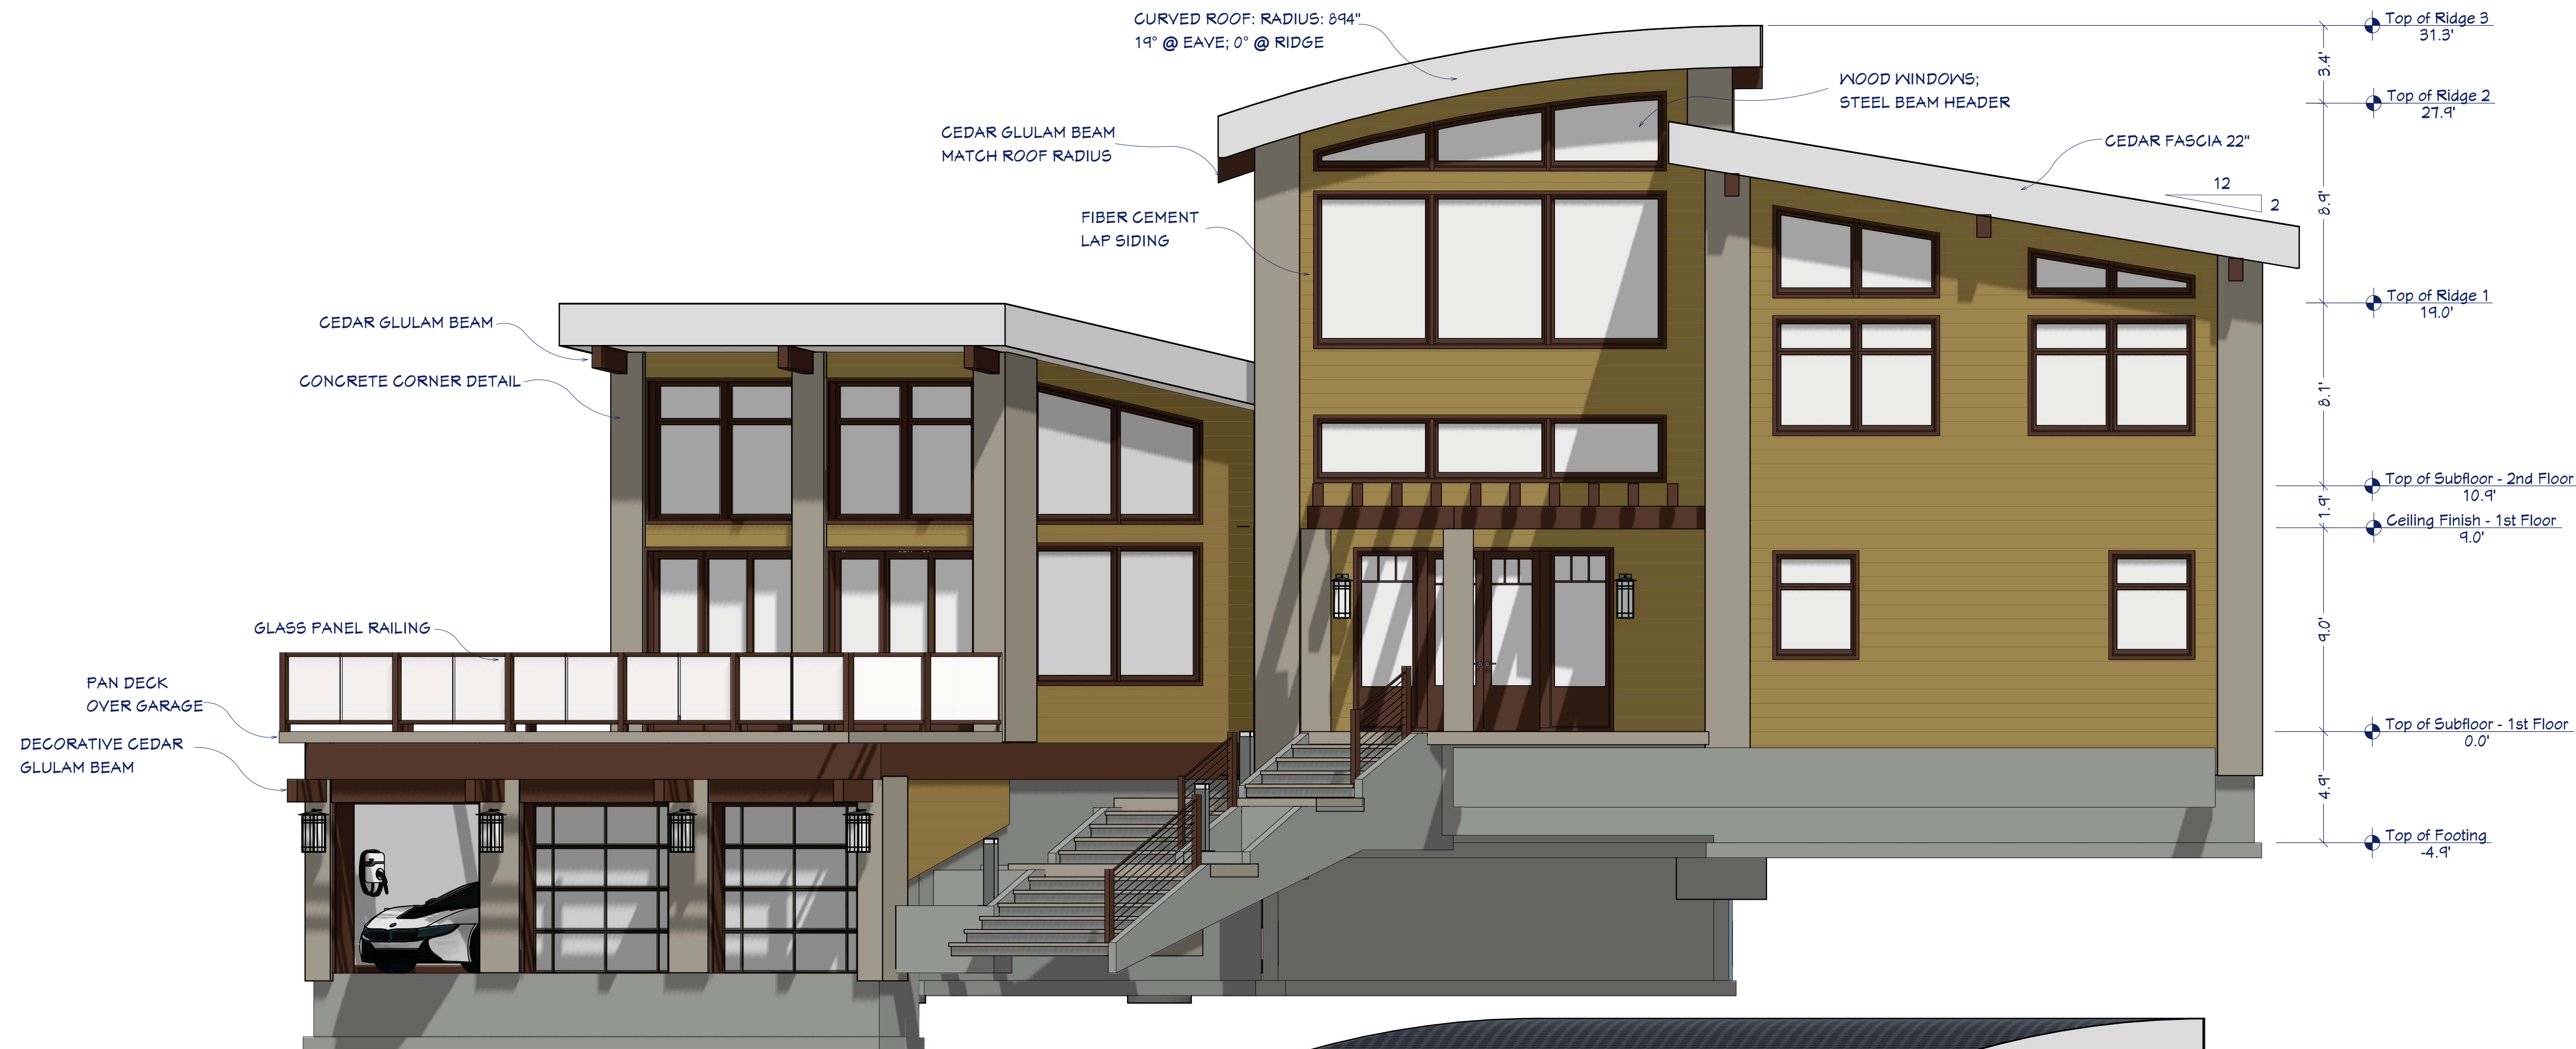 CURVED ROOF: RADIUS: 894"
19° @ EAVE; 0° @ RIDGE
WOOD WINDOWS;
STEEL BEAM HEADER
CEDAR GLULAM BEAM
MATCH ROOF RADIUS
CEDAR FASCIA 22"
12
2
FIBER CEMENT
LAP SIDING
CEDAR GLULAM BEAM
CONCRETE CORNER DETAIL
GLASS PANEL RAILING
PAN DECK
OVER GARAGE
DECORATIVE CEDAR
GLULAM BEAM
Top of Ridge 3
31.3'
3.4'
Top of Ridge 2
27.9'
8.9'
Top of Ridge 1
19.0'
8.1'
Top of Subfloor - 2nd Floor
10.9'
1.9'
Ceiling Finish - 1st Floor
9.0'
9.0'
Top of Subfloor - 1st Floor
0.0'
4.9'
Top of Footing
-4.9'